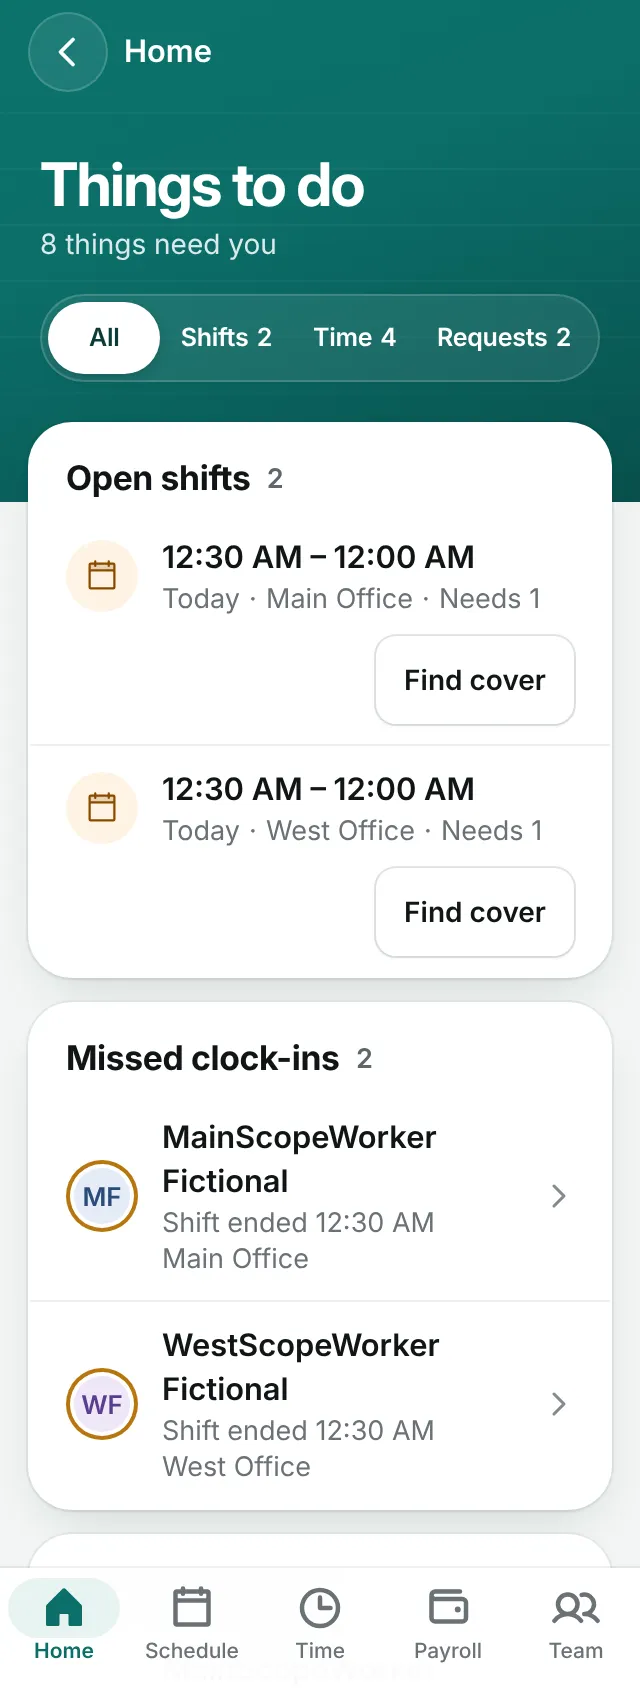 Home
Things to do
8 things need you
All
Shifts 2
Time 4
Requests 2
Open shifts 2
12:30 AM – 12:00 AM
Today · Main Office · Needs 1
Find cover
12:30 AM – 12:00 AM
Today · West Office · Needs 1
Find cover
Missed clock-ins 2
MainScopeWorker
Fictional
MF
Shift ended 12:30 AM
Main Office
WestScopeWorker
Fictional
WF
Shift ended 12:30 AM
West Office
Home
Schedule
Time
Payroll
Team